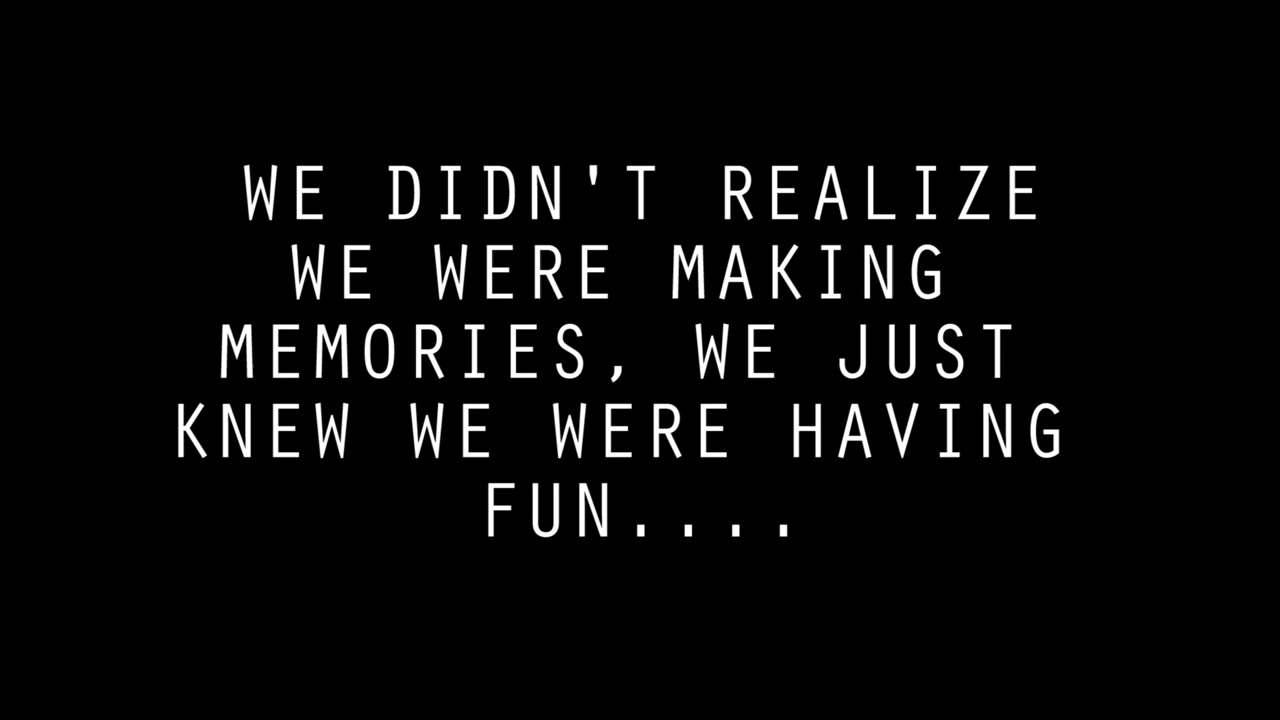 WE DIDN'T REALIZE
WE WERE MAKING
MEMORIES, WE JUST
KNEW WE WERE HAVING
FUN....